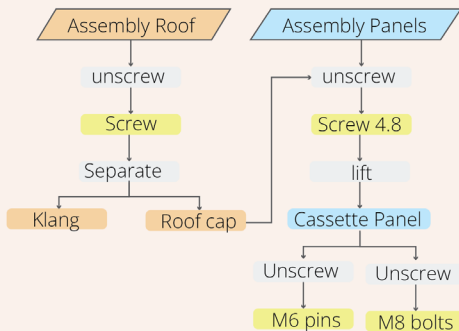 Assembly Roof
Assembly Panels
unscrew
unscrew
Screw
Screw 4.8
Separate
lift
Klang
Roof cap
Cassette Panel
Unscrew
Unscrew
M6 pins
M8 bolts